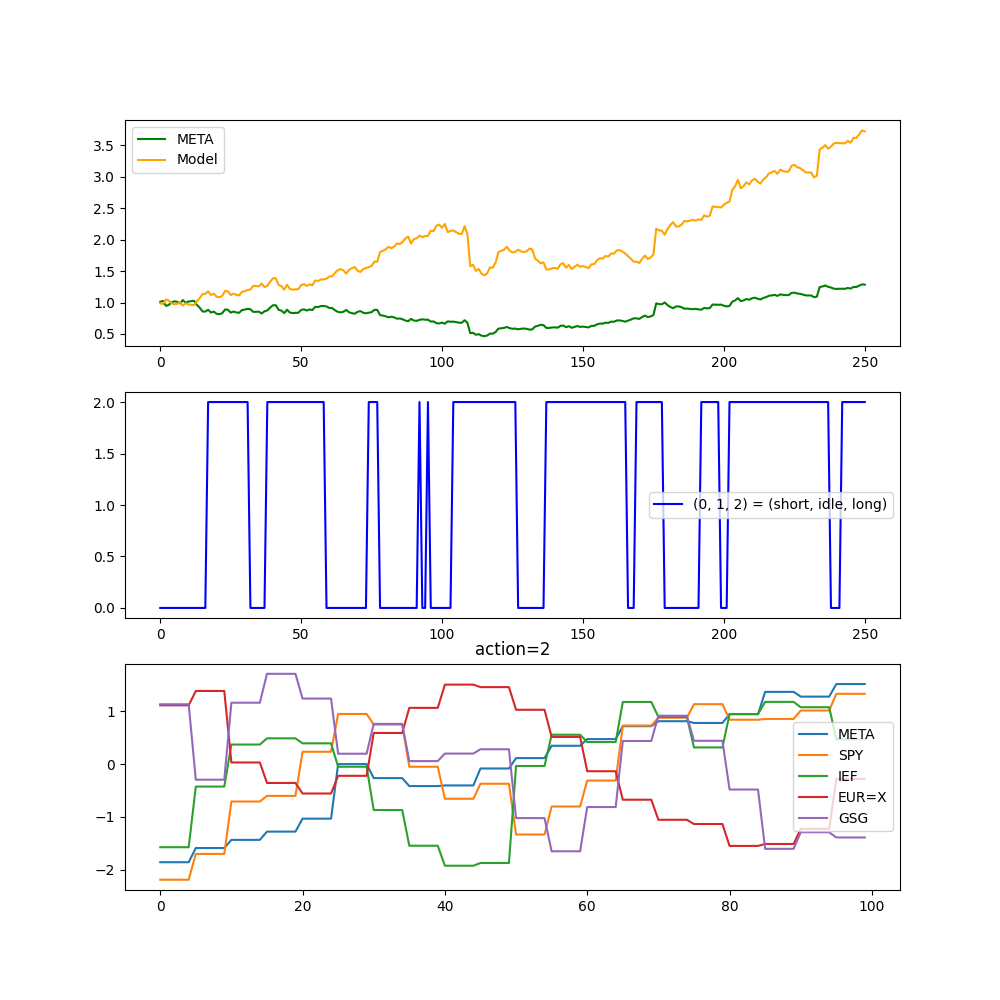 3.5
3.0
2.5
2.0
1.5
1.0
0.5
META
Model
0 50 100 150 200 250
2.0
1.5
1.0
0.5
0.0
(0, 1, 2) = (short, idle, long)
0 50 100 150 200 250
action=2
1
0
−1
−2
META
SPY
IEF
EUR=X
GSG
0 20 40 60 80 100